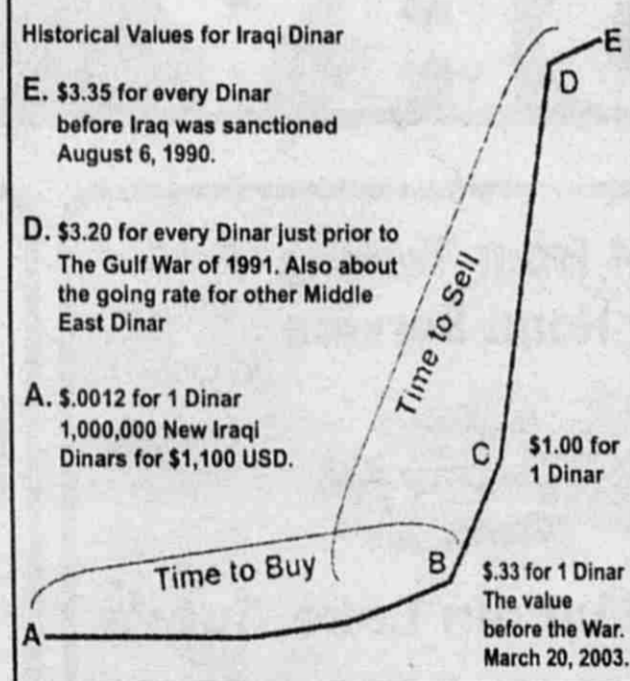 Historical Values for Iraqi Dinar
E. $3.35 for every Dinar
before Iraq was sanctioned
August 6, 1990.
D. $3.20 for every Dinar just prior to
The Gulf War of 1991. Also about
the going rate for other Middle
East Dinar
A. $.0012 for 1 Dinar
1,000,000 New Iraqi
Dinars for $1,100 USD.
E
D
Time to Sell
C
$1.00 for
1 Dinar
Time to Buy
B
$.33 for 1 Dinar
The value
before the War.
March 20, 2003.
A